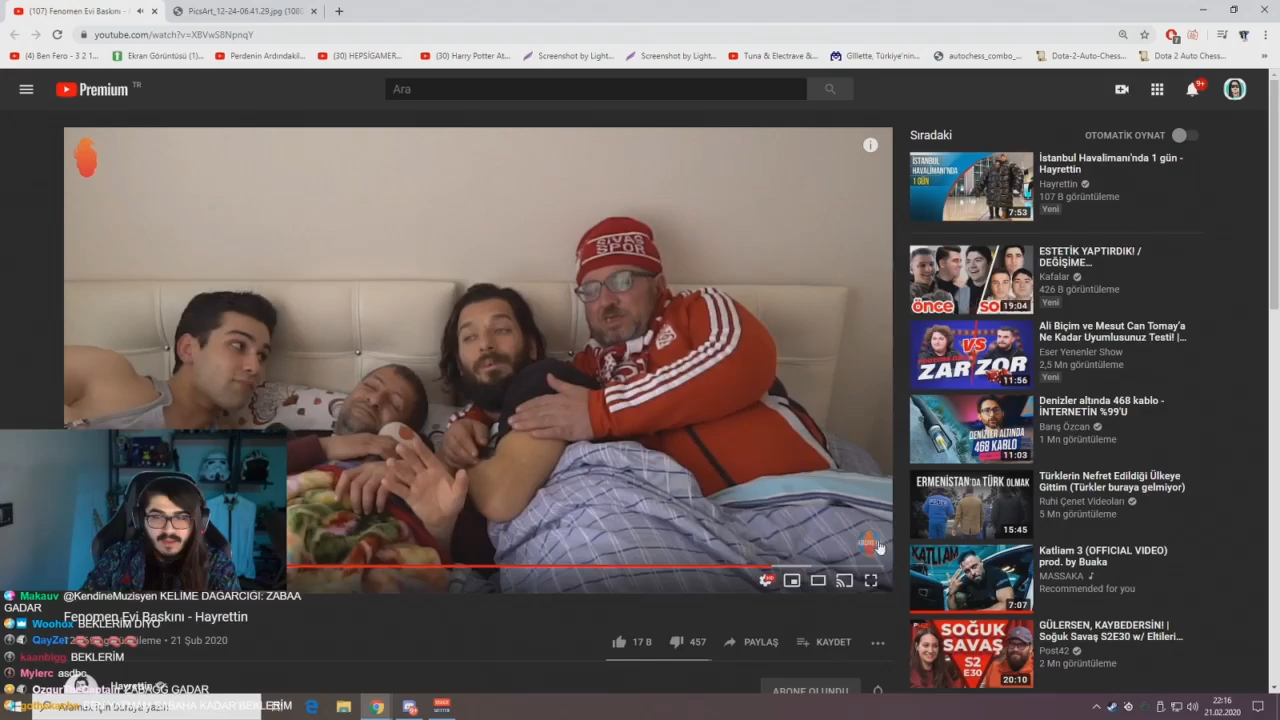 (107) Fenomen Evi Baskını -
PicsArt_12-24-06.41.29.jpg (1080
youtube.com/watch?v=XBVwS8NpnqY
(4) Ben Fero - 3 2 1...
Ekran Görüntüsü (1)...
Perdenin Ardındakil...
(30) HEPSİGAMER...
(30) Harry Potter At...
Screenshot by Light...
Screenshot by Light...
Tuna & Electrave &...
Gillette, Türkiye'nin...
autochess_combo_...
Dota-2-Auto-Chess...
Dota 2 Auto Chess...
Premium TR
Ara
9+
SIVAS
SPOR
Sıradaki
OTOMATİK OYNAT
İSTANBUL
HAVALİMANI'NDA
1 GÜN
7:53
İstanbul Havalimanı'nda 1 gün -
Hayrettin
Hayrettin
107 B görüntüleme
Yeni
önce
19:04
ESTETİK YAPTIRDIK! /
DEĞİŞİME...
Kafalar
426 B görüntüleme
Yeni
VS
ZAR ZOR
11:56
Ali Biçim ve Mesut Can Tomay'a
Ne Kadar Uyumlusunuz Testi! |...
Eser Yenenler Show
2,5 Mn görüntüleme
Yeni
DENİZLER ALTINDA
468 KABLO
11:03
Denizler altında 468 kablo -
İNTERNETİN %99'U
Barış Özcan
1 Mn görüntüleme
ERMENİSTAN'DA TÜRK OLMAK
15:45
Türklerin Nefret Edildiği Ülkeye
Gittim (Türkler buraya gelmiyor)
Ruhi Çenet Videoları
5 Mn görüntüleme
KATLİAM
7:07
Katliam 3 (OFFICIAL VIDEO)
prod. by Buaka
MASSAKA
Recommended for you
SOĞUK
SAVAŞ
S2
E30
20:10
GÜLERSEN, KAYBEDERSİN! |
Soğuk Savaş S2E30 w/ Eltileri...
Post42
2 Mn görüntüleme
Makauv @KendineMuzisyen KELİME DAĞARCIĞI: ZABAA
GADAR
Fenomen Evi Baskını - Hayrettin
Woohox BEKLERİM DİYO
QayZer
görüntüleme • 21 Şub 2020
17 B
457
PAYLAŞ
KAYDET
kaanbigg BEKLERİM
Mylerc asdbc
Hayrettin
ABONE OLUNDU
22:16
21.02.2020